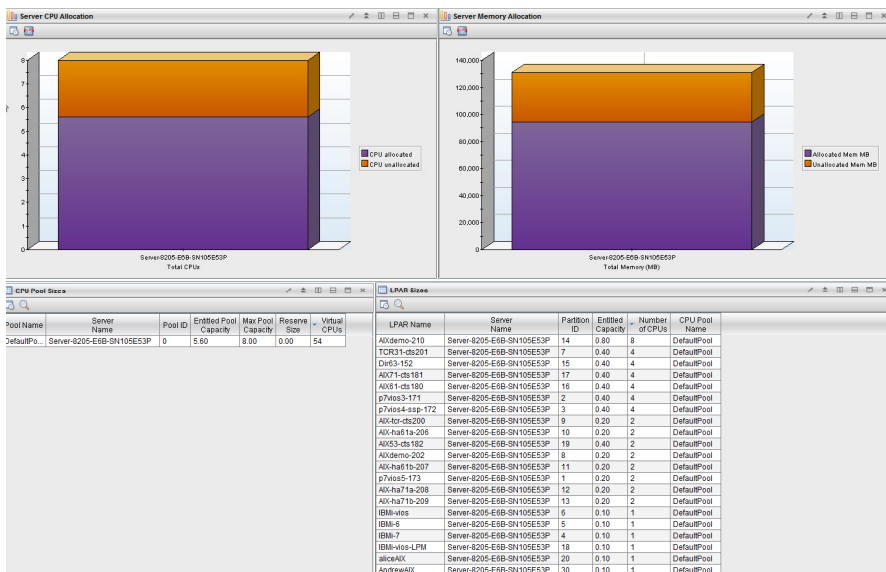 Server CPU Allocation
8
7
6
5
4
3
2
1
0
Server-8205-E6B-SN105E53P
Total CPUs
CPU allocated
CPU unallocated
Server Memory Allocation
140,000
120,000
100,000
80,000
60,000
40,000
20,000
0
Server-8205-E6B-SN105E53P
Total Memory (MB)
Allocated Mem MB
Unallocated Mem MB
CPU Pool Sizes
Pool Name Server Name Pool ID Entitled Pool Capacity Max Pool Capacity Reserve Size Virtual CPUs
DefaultPo... Server-8205-E6B-SN105E53P 0 5.60 8.00 0.00 54
LPAR Sizes
LPAR Name Server Name Partition ID Entitled Capacity Number of CPUs CPU Pool Name
AIXdemo-210 Server-8205-E6B-SN105E53P 14 0.80 8 DefaultPool
TCR31-cts201 Server-8205-E6B-SN105E53P 7 0.40 4 DefaultPool
Dir63-152 Server-8205-E6B-SN105E53P 15 0.40 4 DefaultPool
AIX71-cts181 Server-8205-E6B-SN105E53P 17 0.40 4 DefaultPool
AIX61-cts180 Server-8205-E6B-SN105E53P 16 0.40 4 DefaultPool
p7vios3-171 Server-8205-E6B-SN105E53P 2 0.40 4 DefaultPool
p7vios4-ssp-172 Server-8205-E6B-SN105E53P 3 0.40 4 DefaultPool
AIX-tcr-cts200 Server-8205-E6B-SN105E53P 9 0.20 2 DefaultPool
AIX-ha61a-206 Server-8205-E6B-SN105E53P 10 0.20 2 DefaultPool
AIX53-cts182 Server-8205-E6B-SN105E53P 19 0.40 2 DefaultPool
AIXdemo-202 Server-8205-E6B-SN105E53P 8 0.20 2 DefaultPool
AIX-ha61b-207 Server-8205-E6B-SN105E53P 11 0.20 2 DefaultPool
p7vios5-173 Server-8205-E6B-SN105E53P 1 0.20 2 DefaultPool
AIX-ha71a-208 Server-8205-E6B-SN105E53P 12 0.20 2 DefaultPool
AIX-ha71b-209 Server-8205-E6B-SN105E53P 13 0.20 2 DefaultPool
IBMi-vios Server-8205-E6B-SN105E53P 6 0.10 1 DefaultPool
IBMi-6 Server-8205-E6B-SN105E53P 5 0.10 1 DefaultPool
IBMi-7 Server-8205-E6B-SN105E53P 4 0.10 1 DefaultPool
IBMi-vios-LPM Server-8205-E6B-SN105E53P 18 0.10 1 DefaultPool
aliceAIX Server-8205-E6B-SN105E53P 20 0.10 1 DefaultPool
AndrewAIX Server-8205-E6B-SN105E53P 30 0.10 1 DefaultPool